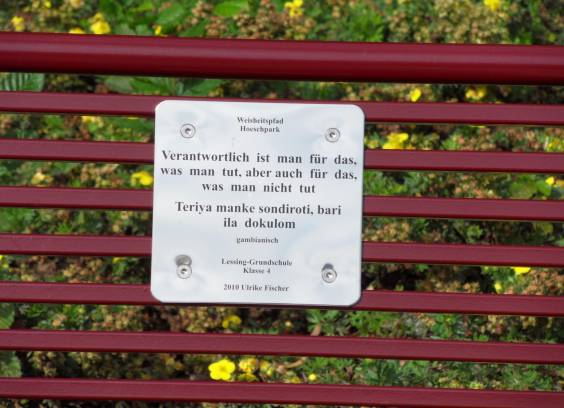 Weisheitspfad
Hoeschpark
Verantwortlich ist man für das,
was man tut, aber auch für das,
was man nicht tut
Teriya manke sondiroti, bari
ila dokulom
gambianisch
Lessing-Grundschule
Klasse 4
2010 Ulrike Fischer